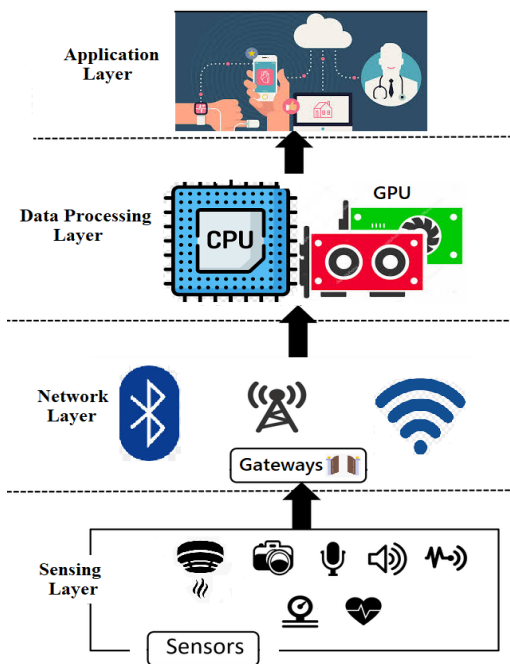 Application
Layer
Data Processing
Layer
CPU
GPU
Network
Layer
Gateways
Sensing
Layer
Sensors